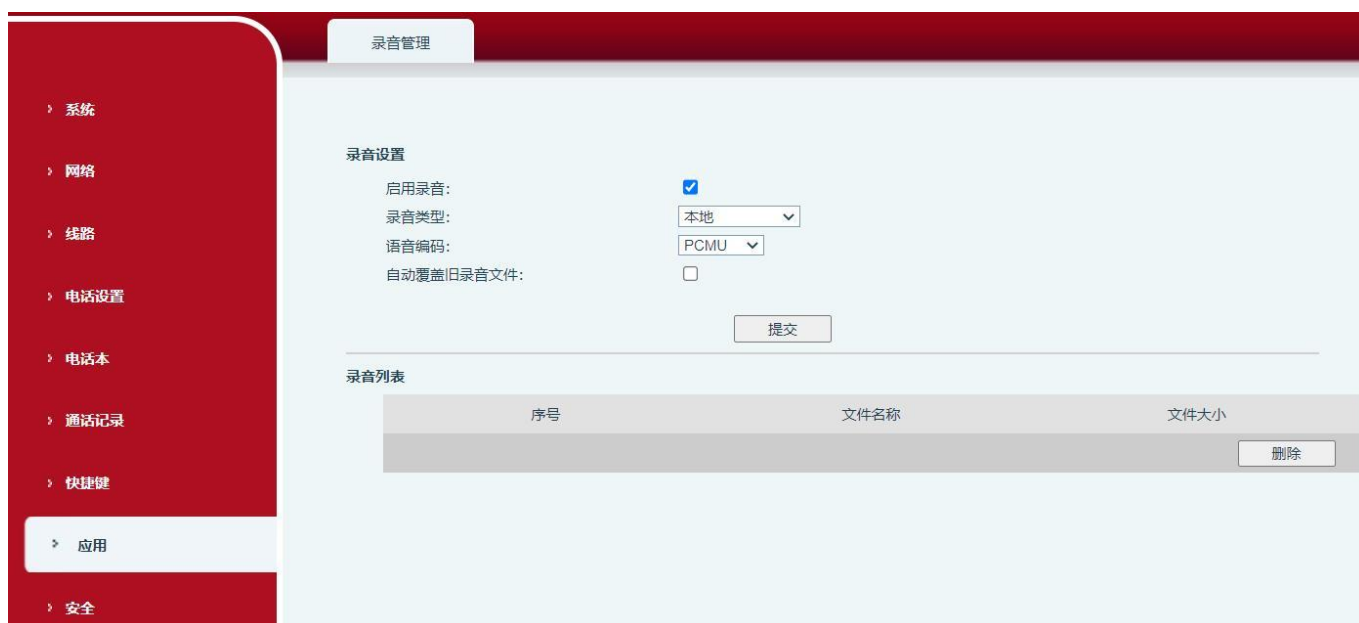 录音管理
系统
网络
线路
电话设置
电话本
通话记录
快捷键
应用
安全
录音设置
启用录音:
录音类型: 本地
语音编码: PCMU
自动覆盖旧录音文件:
提交
录音列表
序号 文件名称 文件大小
删除